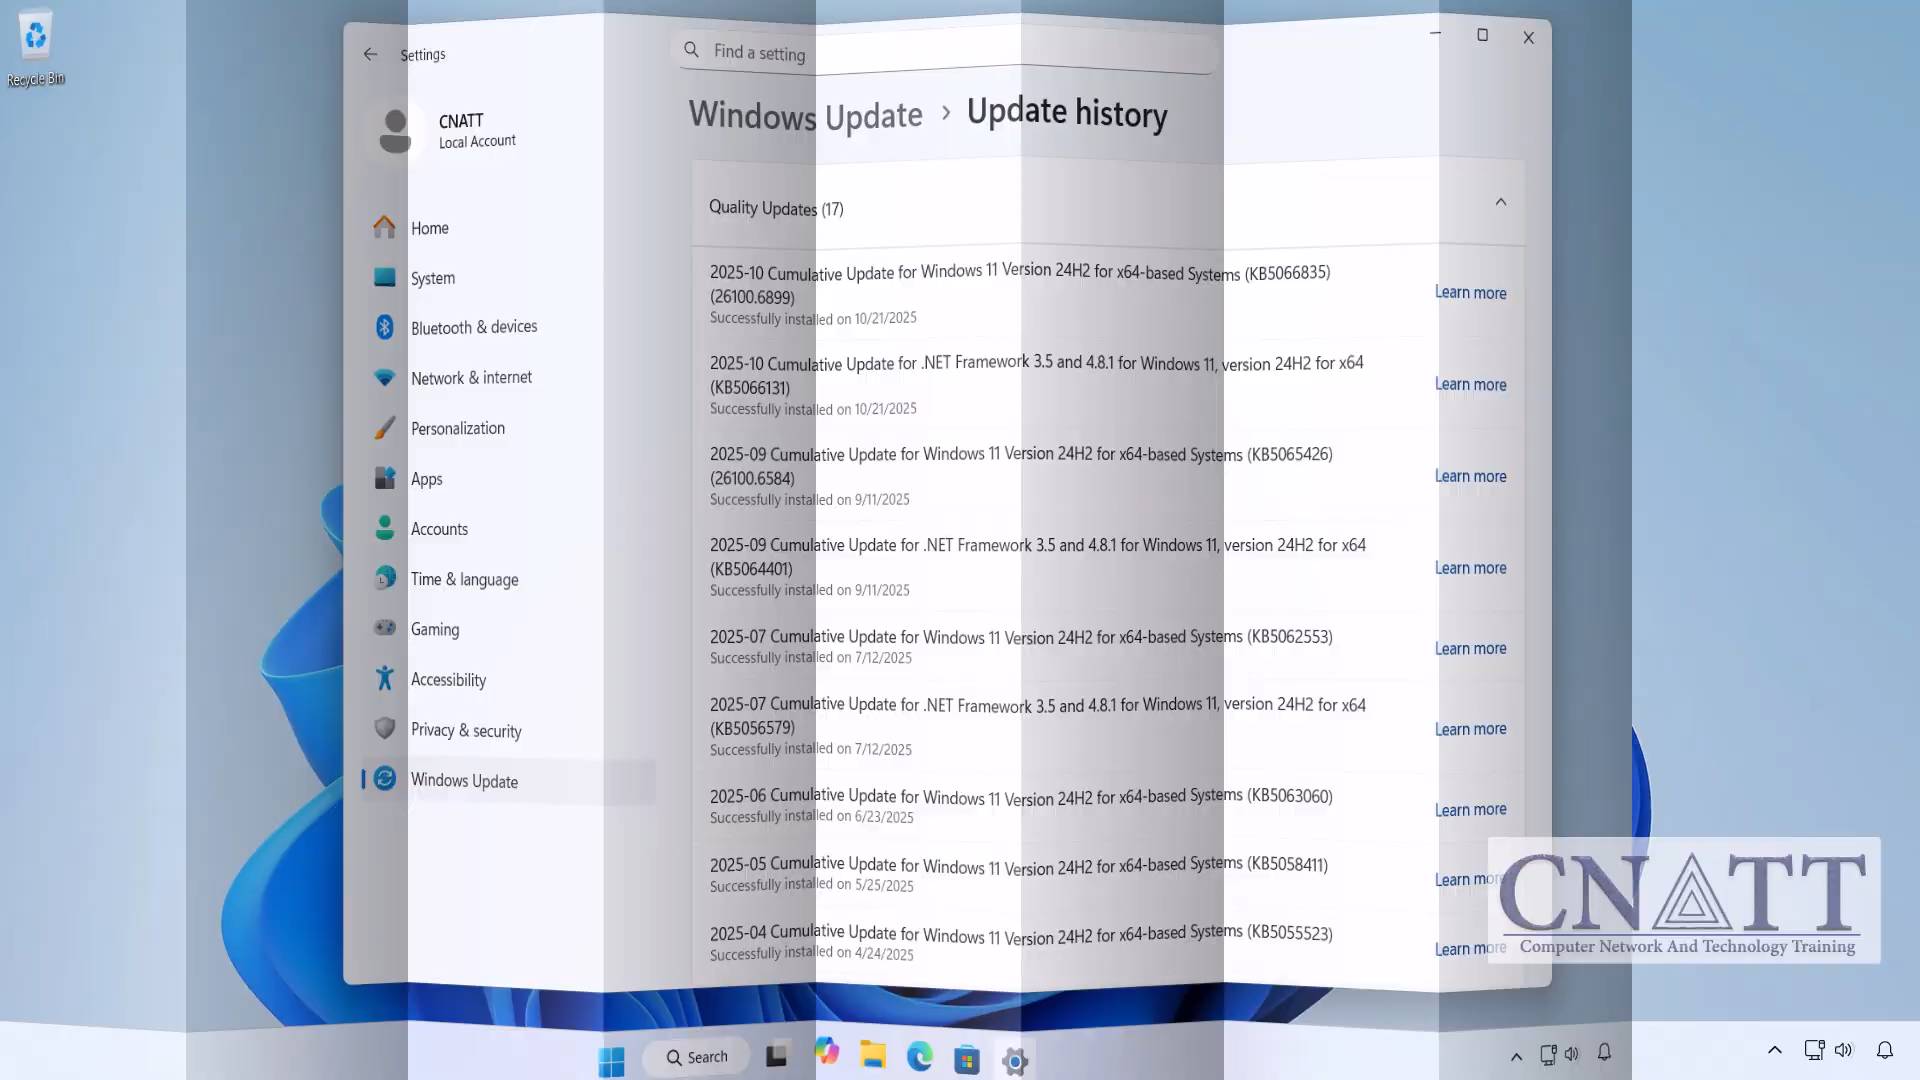 Recycle Bin
Settings
Find a setting
CNATT
Local Account
Home
System
Bluetooth & devices
Network & internet
Personalization
Apps
Accounts
Time & language
Gaming
Accessibility
Privacy & security
Windows Update
Windows Update › Update history
Quality Updates (17)
2025-10 Cumulative Update for Windows 11 Version 24H2 for x64-based Systems (KB5066835)
(26100.6899)
Successfully installed on 10/21/2025
Learn more
2025-10 Cumulative Update for .NET Framework 3.5 and 4.8.1 for Windows 11, version 24H2 for x64
(KB5066131)
Successfully installed on 10/21/2025
Learn more
2025-09 Cumulative Update for Windows 11 Version 24H2 for x64-based Systems (KB5065426)
(26100.6584)
Successfully installed on 9/11/2025
Learn more
2025-09 Cumulative Update for .NET Framework 3.5 and 4.8.1 for Windows 11, version 24H2 for x64
(KB5064401)
Successfully installed on 9/11/2025
Learn more
2025-07 Cumulative Update for Windows 11 Version 24H2 for x64-based Systems (KB5062553)
Successfully installed on 7/12/2025
Learn more
2025-07 Cumulative Update for .NET Framework 3.5 and 4.8.1 for Windows 11, version 24H2 for x64
(KB5056579)
Successfully installed on 7/12/2025
Learn more
2025-06 Cumulative Update for Windows 11 Version 24H2 for x64-based Systems (KB5063060)
Successfully installed on 6/23/2025
Learn more
2025-05 Cumulative Update for Windows 11 Version 24H2 for x64-based Systems (KB5058411)
Successfully installed on 5/25/2025
Learn more
2025-04 Cumulative Update for Windows 11 Version 24H2 for x64-based Systems (KB5055523)
Successfully installed on 4/24/2025
Learn more
CNATT
Computer Network And Technology Training
Search